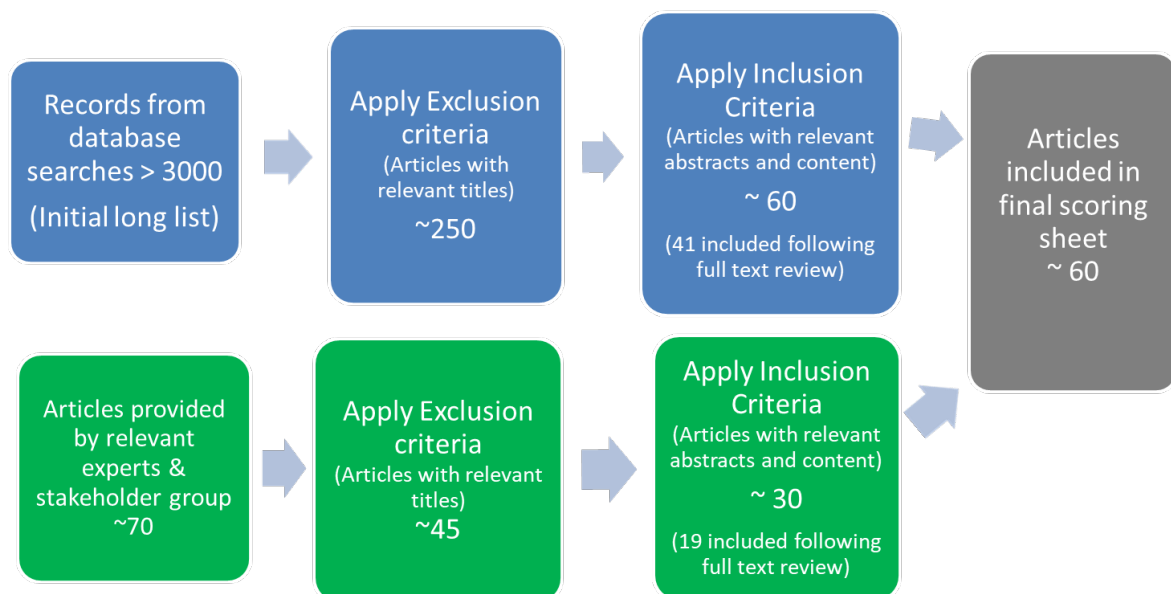 Records from
database
searches > 3000
(Initial long list)
Apply Exclusion
criteria
(Articles with
relevant titles)
~250
Apply Inclusion
Criteria
(Articles with relevant
abstracts and content)
~ 60
(41 included following
full text review)
Articles
included in
final scoring
sheet
~ 60
Articles provided
by relevant
experts &
stakeholder group
~70
Apply Exclusion
criteria
(Articles with relevant
titles)
~45
Apply Inclusion
Criteria
(Articles with relevant
abstracts and content)
~ 30
(19 included following
full text review)